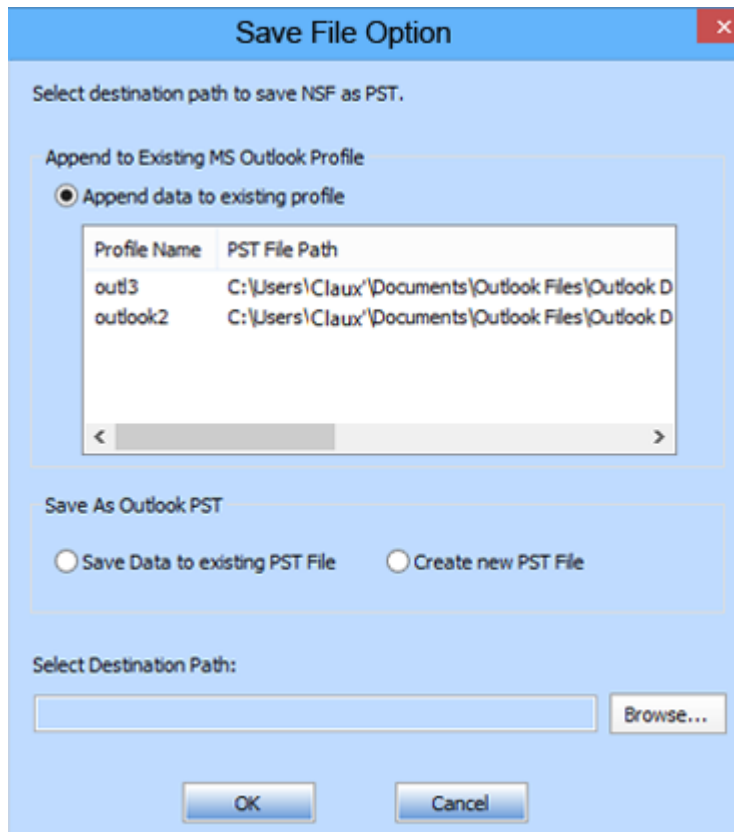 Save File Option
Select destination path to save NSF as PST.
Append to Existing MS Outlook Profile
Append data to existing profile
Profile Name PST File Path
outl3 C:\Users\Claux'\Documents\Outlook Files\Outlook D
outlook2 C:\Users\Claux'\Documents\Outlook Files\Outlook D
Save As Outlook PST
Save Data to existing PST File Create new PST File
Select Destination Path:
Browse...
OK Cancel